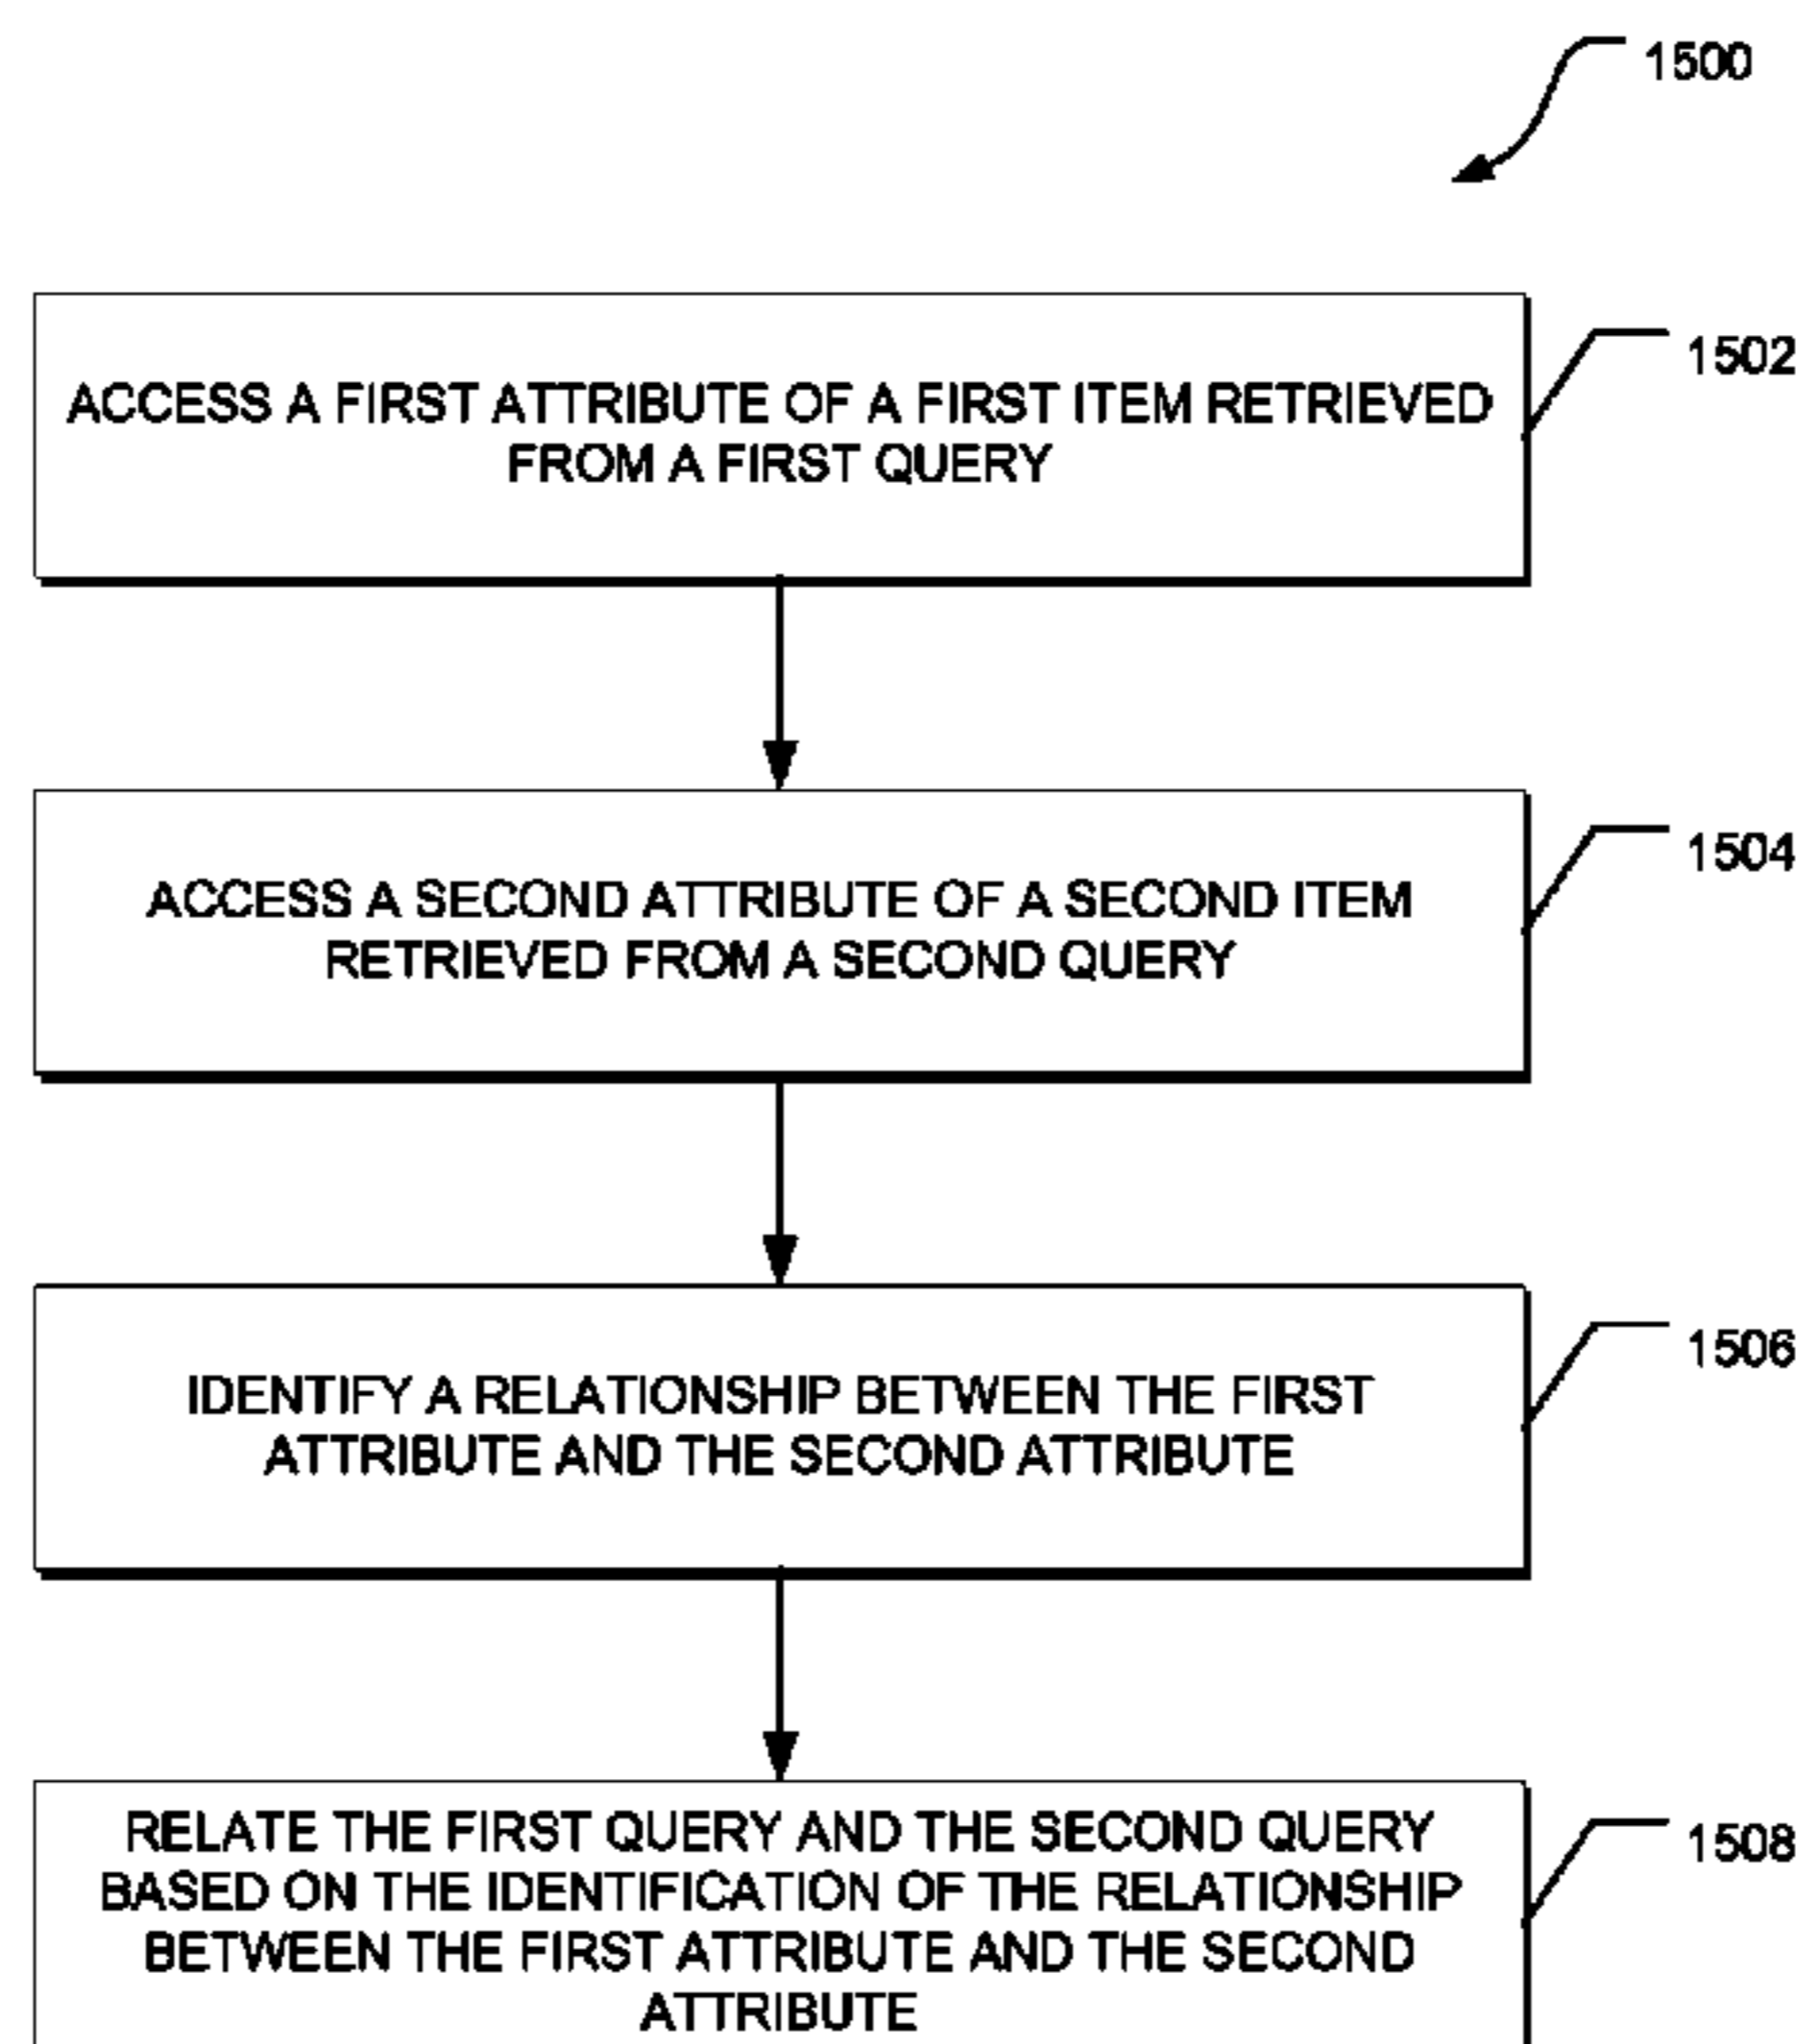 1500
ACCESS A FIRST ATTRIBUTE OF A FIRST ITEM RETRIEVED
FROM A FIRST QUERY
1502
ACCESS A SECOND ATTRIBUTE OF A SECOND ITEM
RETRIEVED FROM A SECOND QUERY
1504
IDENTIFY A RELATIONSHIP BETWEEN THE FIRST
ATTRIBUTE AND THE SECOND ATTRIBUTE
1506
RELATE THE FIRST QUERY AND THE SECOND QUERY
BASED ON THE IDENTIFICATION OF THE RELATIONSHIP
BETWEEN THE FIRST ATTRIBUTE AND THE SECOND
ATTRIBUTE
1508